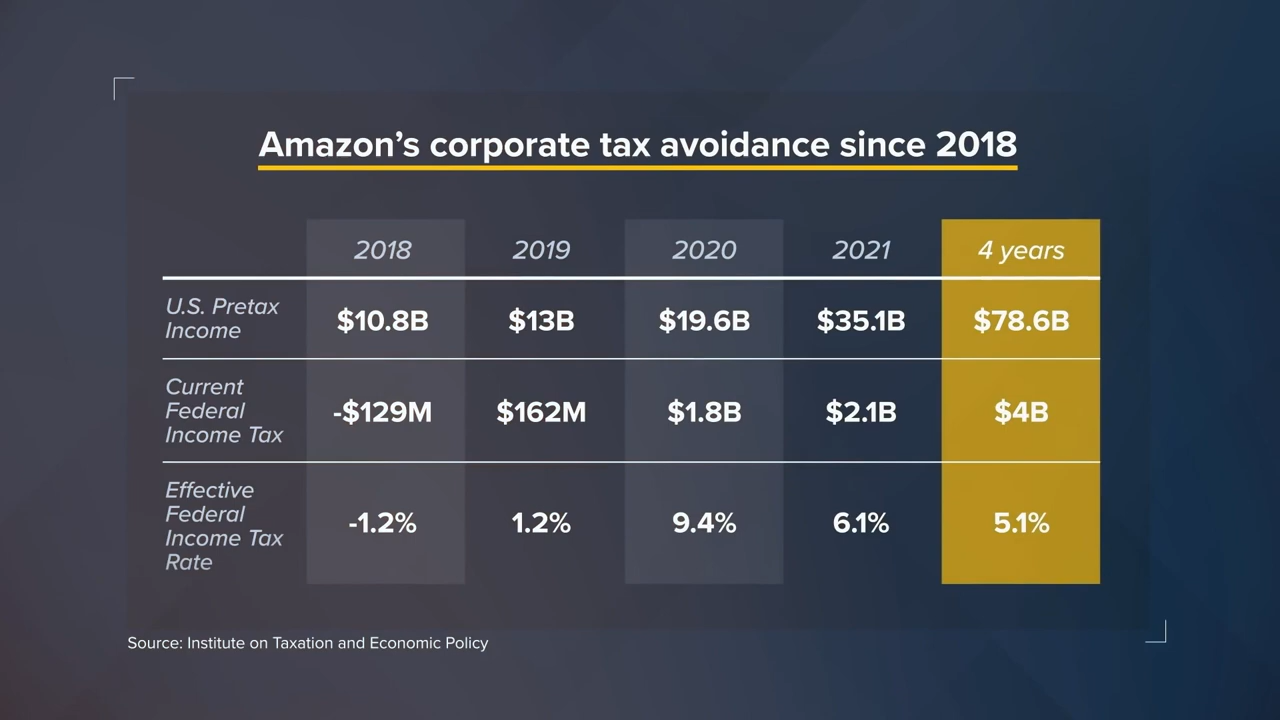 Amazon’s corporate tax avoidance since 2018
2018 2019 2020 2021 4 years
U.S. Pretax
Income
$10.8B $13B $19.6B $35.1B $78.6B
Current
Federal
Income Tax
-$129M $162M $1.8B $2.1B $4B
Effective
Federal
Income Tax
Rate
-1.2% 1.2% 9.4% 6.1% 5.1%
Source: Institute on Taxation and Economic Policy